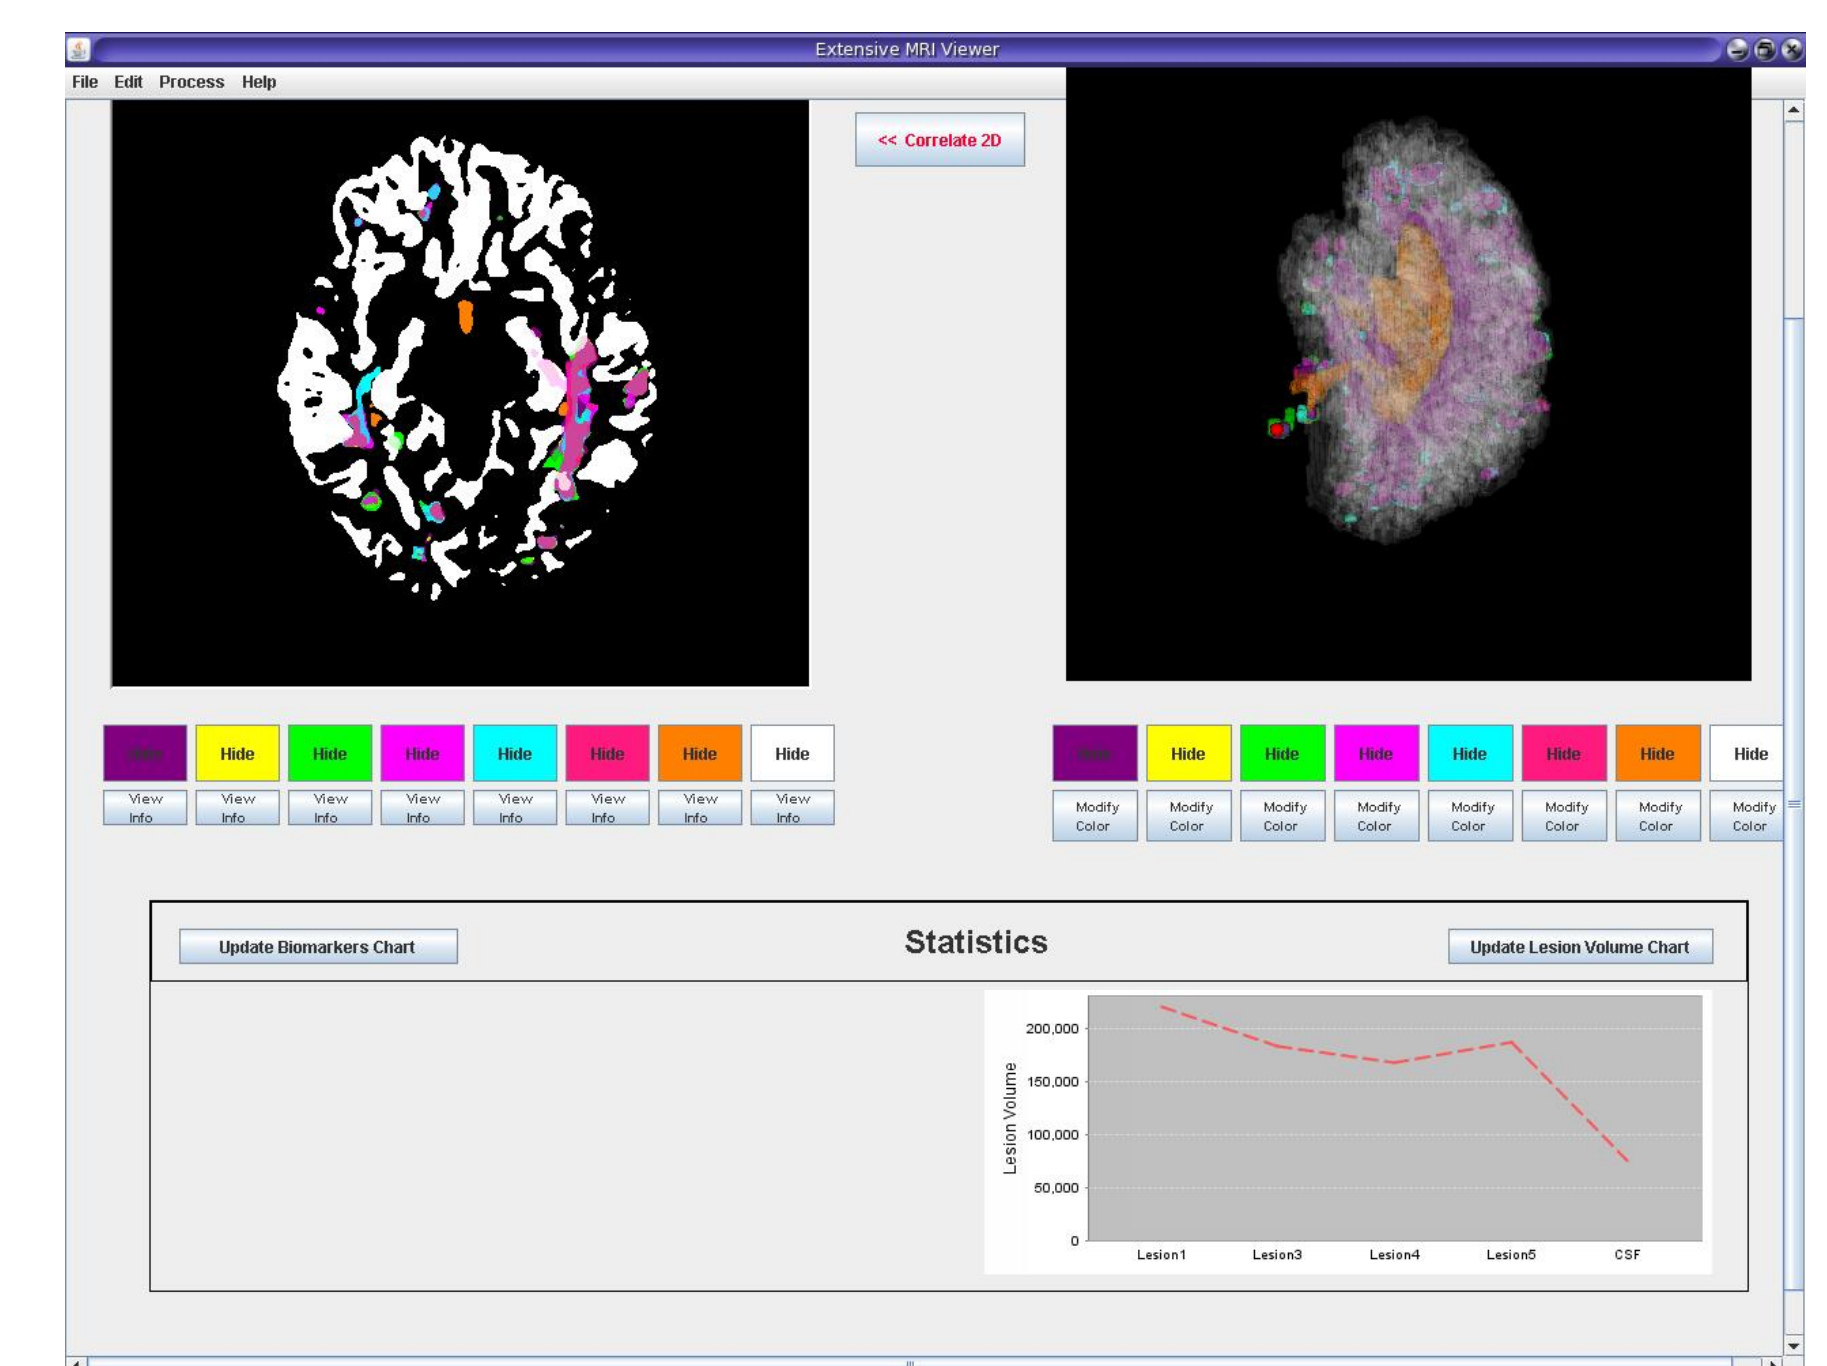 Extensive MRI Viewer
File Edit Process Help
<< Correlate 2D
Hide Hide Hide Hide Hide Hide Hide Hide
View Info View Info View Info View Info View Info View Info View Info View Info
Hide Hide Hide Hide Hide Hide Hide Hide
Modify Color Modify Color Modify Color Modify Color Modify Color Modify Color Modify Color Modify Color
Update Biomarkers Chart
Statistics
Update Lesion Volume Chart
Lesion Volume
200,000
150,000
100,000
50,000
0
Lesion1 Lesion3 Lesion4 Lesion5 CSF